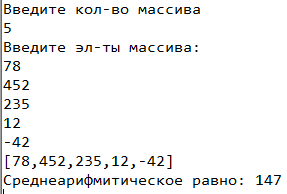 Введите кол-во массива
5
Введите эл-ты массива:
78
452
235
12
-42
[78,452,235,12,-42]
Среднеарифмитическое равно: 147